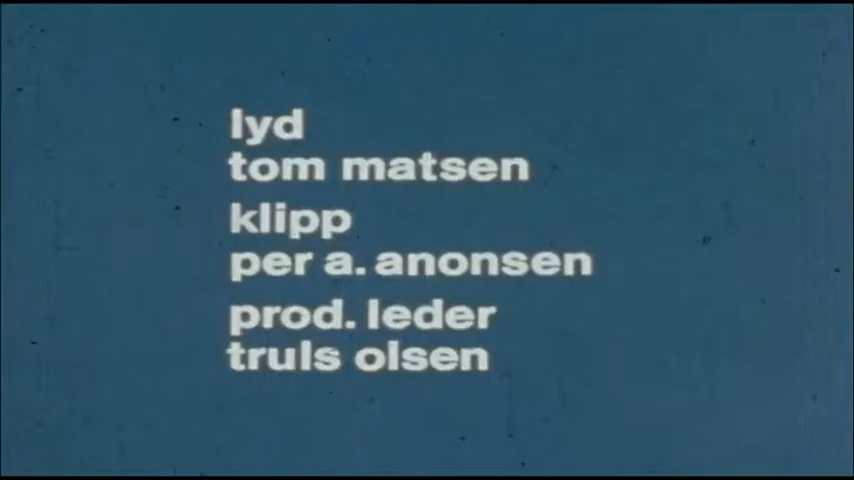 lyd
tom matsen
klipp
per a. anonsen
prod. leder
truls olsen